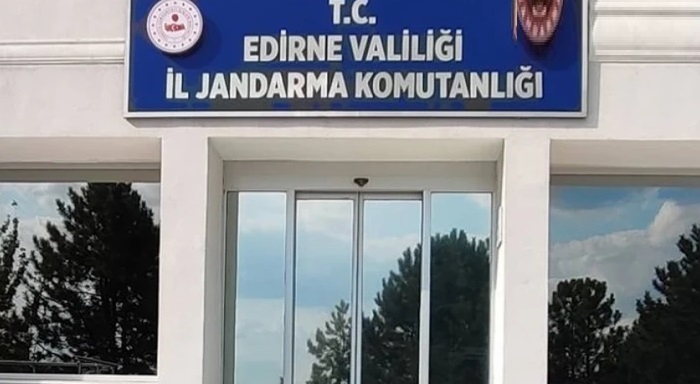 T.C.
EDİRNE VALİLİĞİ
İL JANDARMA KOMUTANLIĞI